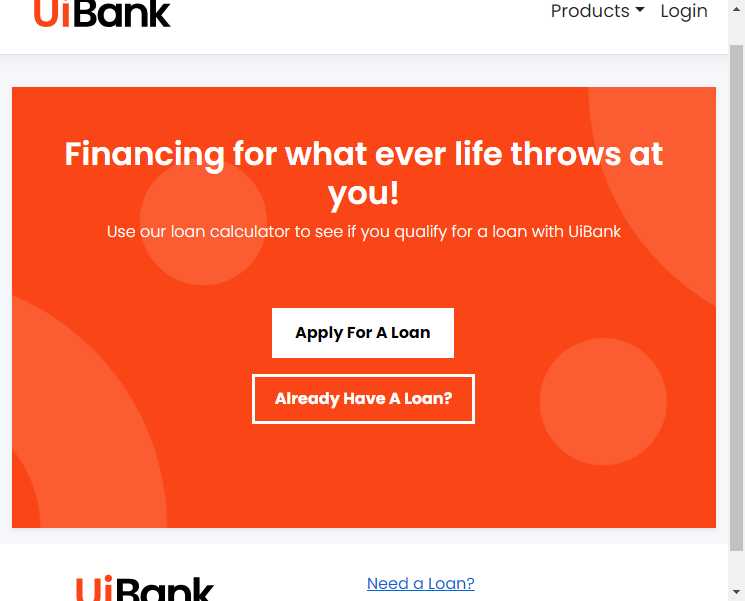 UiBank
Products Login
Financing for what ever life throws at
you!
Use our loan calculator to see if you qualify for a loan with UiBank
Apply For A Loan
Already Have A Loan?
UiBank
Need a Loan?